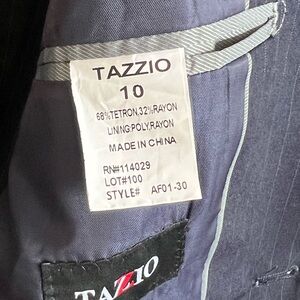 TAZZIO
10
68%TETRON,32%RAYON
LINING:POLY,RAYON
MADE IN CHINA
RN#114029
LOT#100
STYLE# AF01-30
TAZZIO